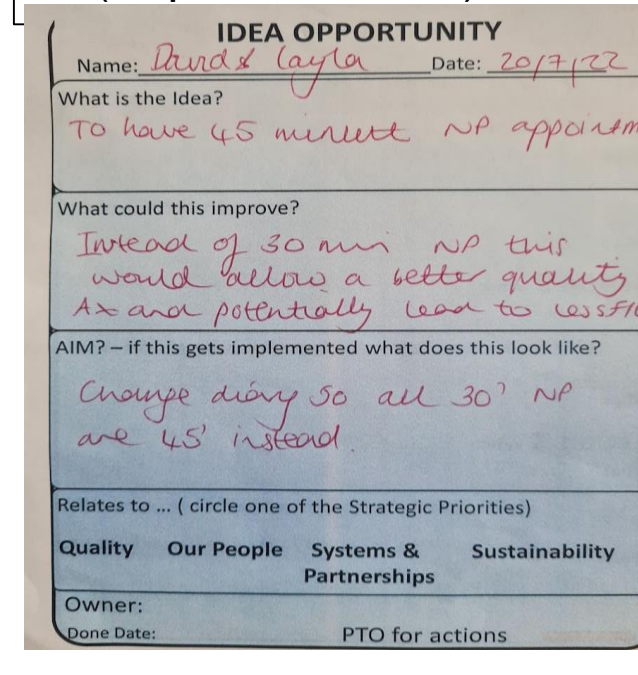 IDEA OPPORTUNITY
Name: David & Layla Date: 20/7/22
What is the Idea?
To have 45 minutt NP appointm
What could this improve?
Instead of 30 min NP this
would allow a better quality
Ax and potentially lead to less
AIM? – if this gets implemented what does this look like?
Change diary so all 30' NP
are 45' instead.
Relates to ... ( circle one of the Strategic Priorities)
Quality Our People Systems & Sustainability
Partnerships
Owner:
Done Date: PTO for actions